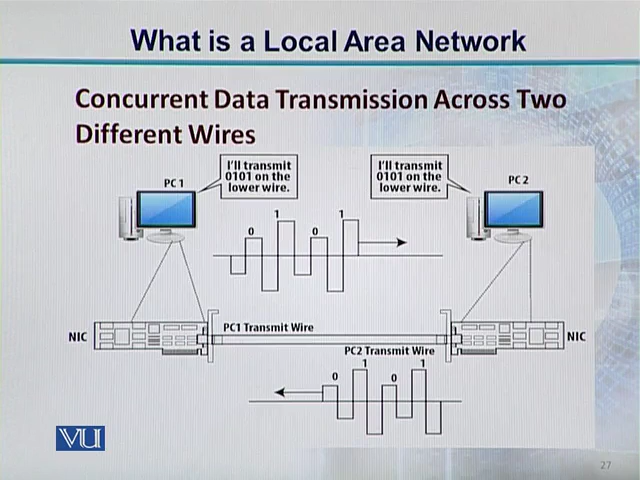 What is a Local Area Network
Concurrent Data Transmission Across Two
Different Wires
PC 1
I'll transmit
0101 on the
lower wire.
I'll transmit
0101 on the
lower wire.
PC 2
0 1 0 1
NIC
PC1 Transmit Wire
NIC
PC2 Transmit Wire
0 1 0 1
VU
27